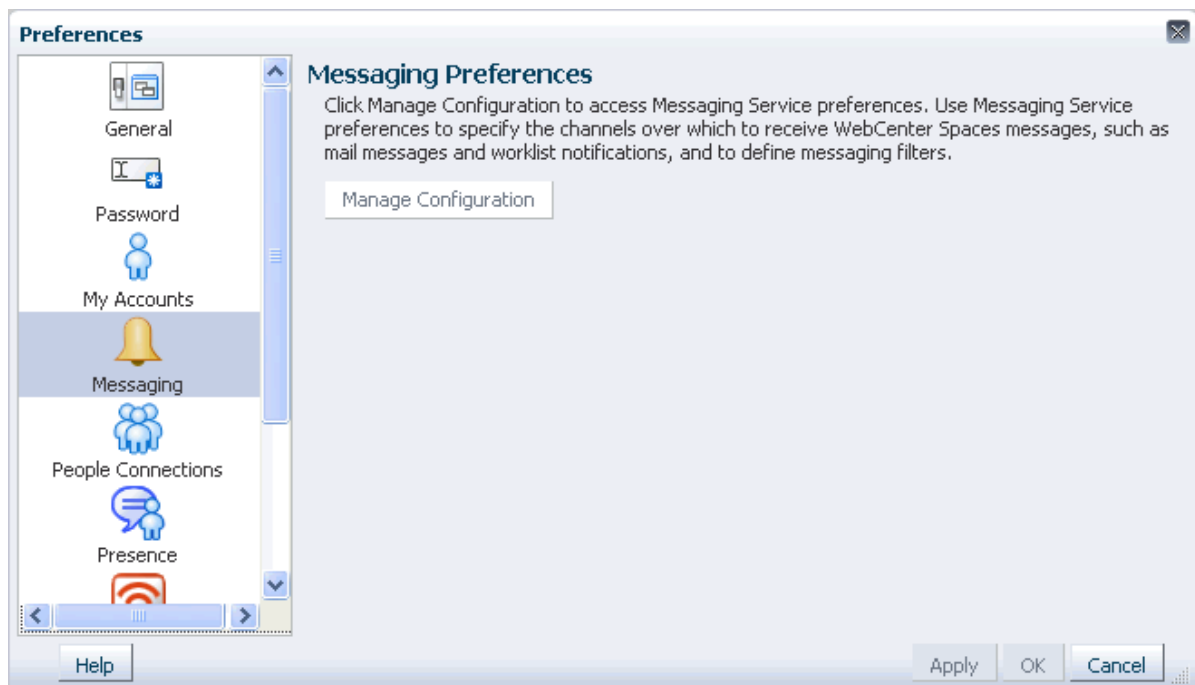 Preferences
General
Password
My Accounts
Messaging
People Connections
Presence
Messaging Preferences
Click Manage Configuration to access Messaging Service preferences. Use Messaging Service
preferences to specify the channels over which to receive WebCenter Spaces messages, such as
mail messages and worklist notifications, and to define messaging filters.
Manage Configuration
Help
Apply
OK
Cancel